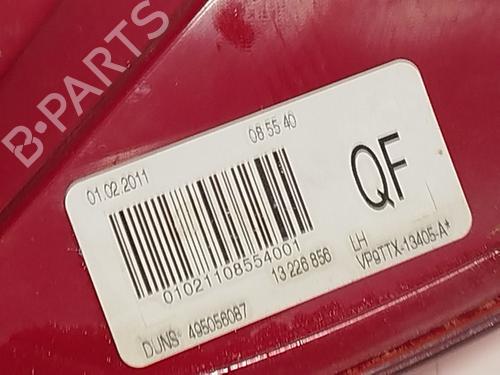 B-PARTS
01.02.2011
08 55 40
QF
01021108554001
13 226 856
LH
DUNS 495056087
VP9TTX-13405-A*